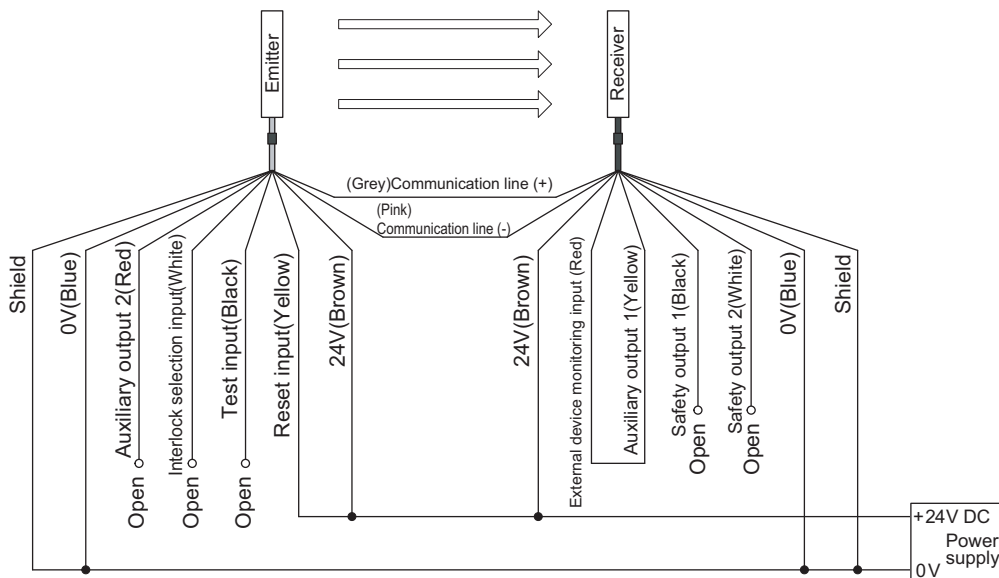 Emitter
Receiver
(Grey)Communication line (+)
(Pink)
Communication line (-)
Shield
0V(Blue)
Auxiliary output 2(Red)
Open
Interlock selection input(White)
Open
Test input(Black)
Open
Reset input(Yellow)
24V(Brown)
24V(Brown)
External device monitoring input (Red)
Auxiliary output 1(Yellow)
Safety output 1(Black)
Open
Safety output 2(White)
Open
0V(Blue)
Shield
+24V DC
Power
supply
0V